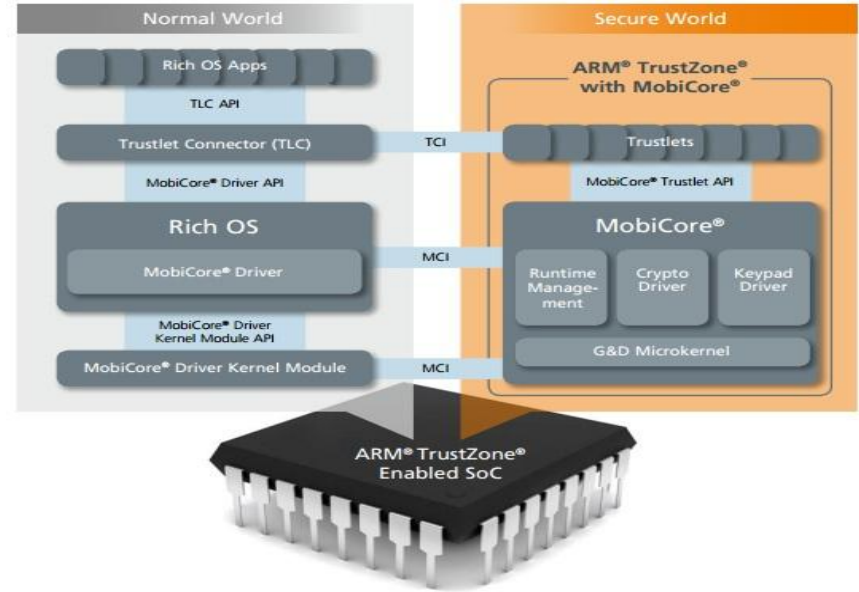 Normal World
Rich OS Apps
TLC API
Trustlet Connector (TLC)
MobiCore® Driver API
Rich OS
MobiCore® Driver
MobiCore® Driver
Kernel Module API
MobiCore® Driver Kernel Module
TCI
MCI
MCI
Secure World
ARM® TrustZone®
with MobiCore®
Trustlets
MobiCore® Trustlet API
MobiCore®
Runtime
Manage-
ment
Crypto
Driver
Keypad
Driver
G&D Microkernel
ARM® TrustZone®
Enabled SoC